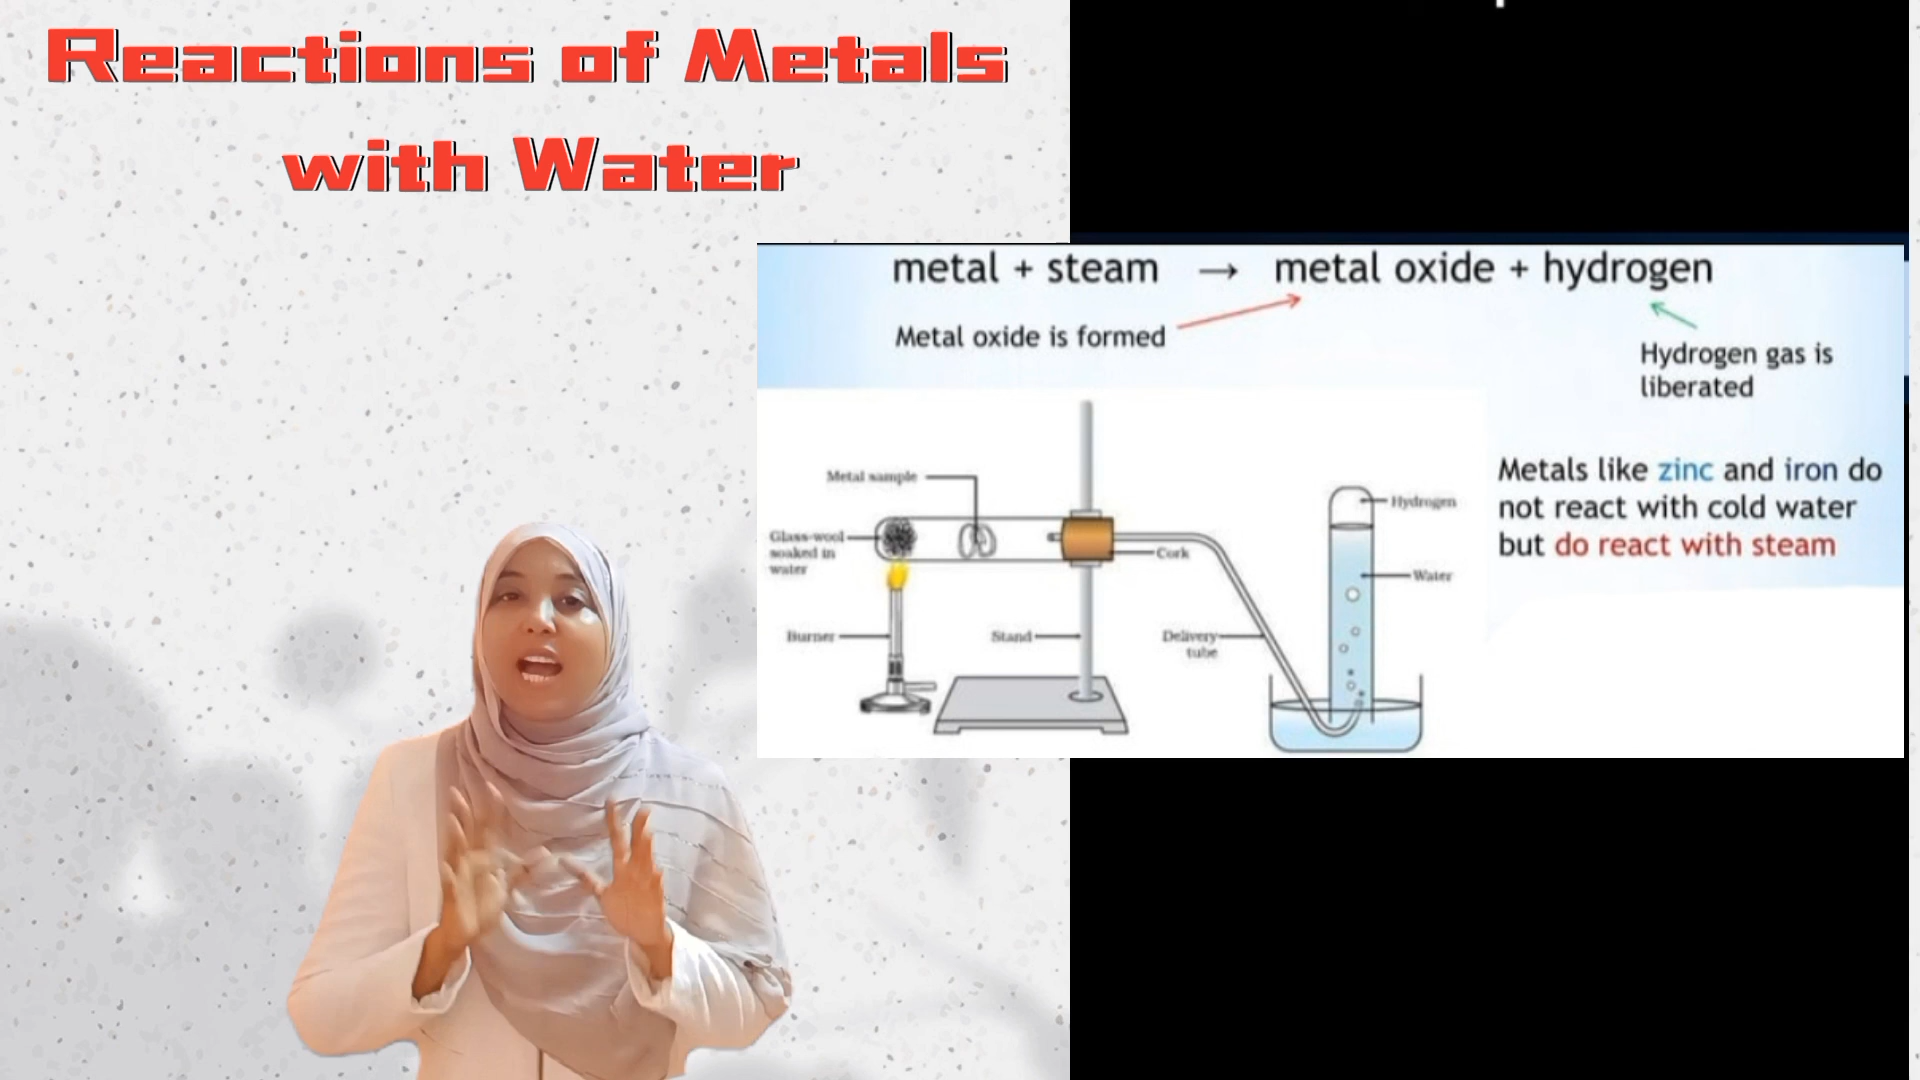 Reactions of Metals
with Water
metal + steam → metal oxide + hydrogen
Metal oxide is formed
Hydrogen gas is
liberated
Metals like zinc and iron do
not react with cold water
but do react with steam
Metal sample
Glass-wool
soaked in
water
Burner
Stand
Cork
Delivery
tube
Hydrogen
Water